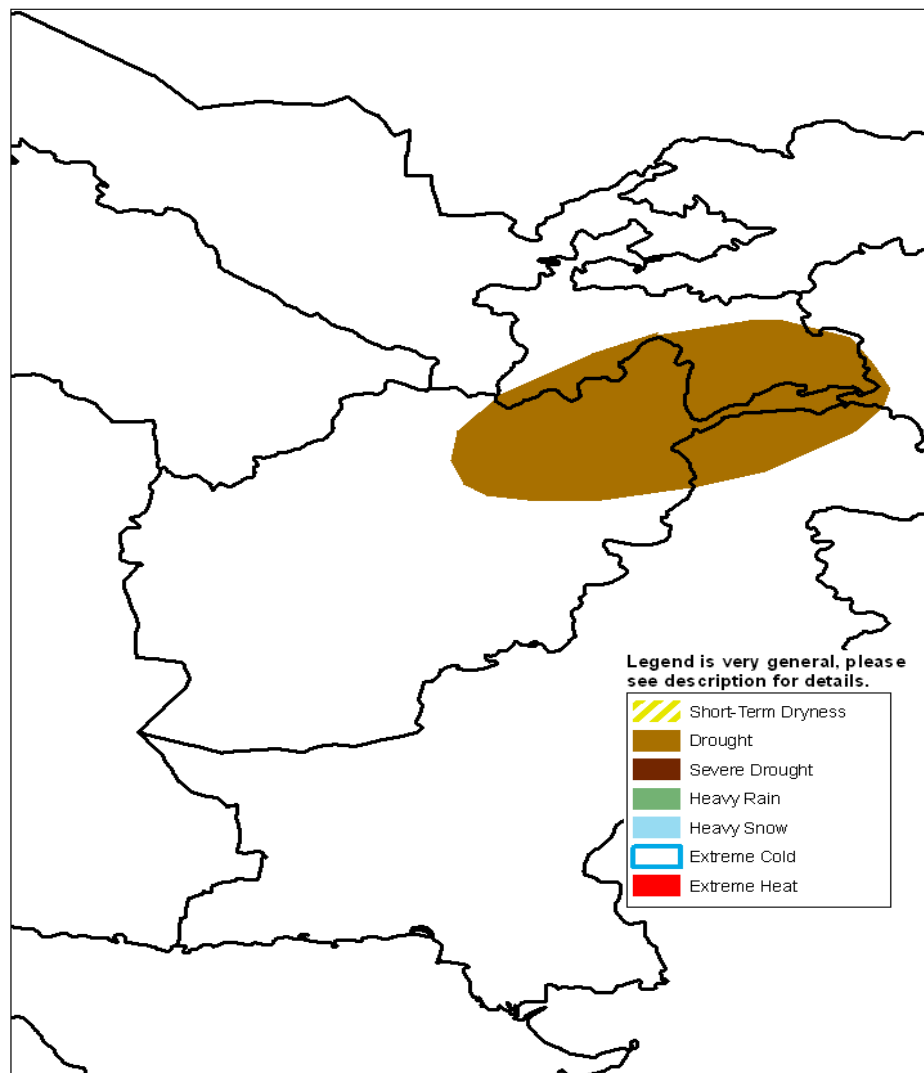 Legend is very general, please
see description for details.
Short-Term Dryness
Drought
Severe Drought
Heavy Rain
Heavy Snow
Extreme Cold
Extreme Heat